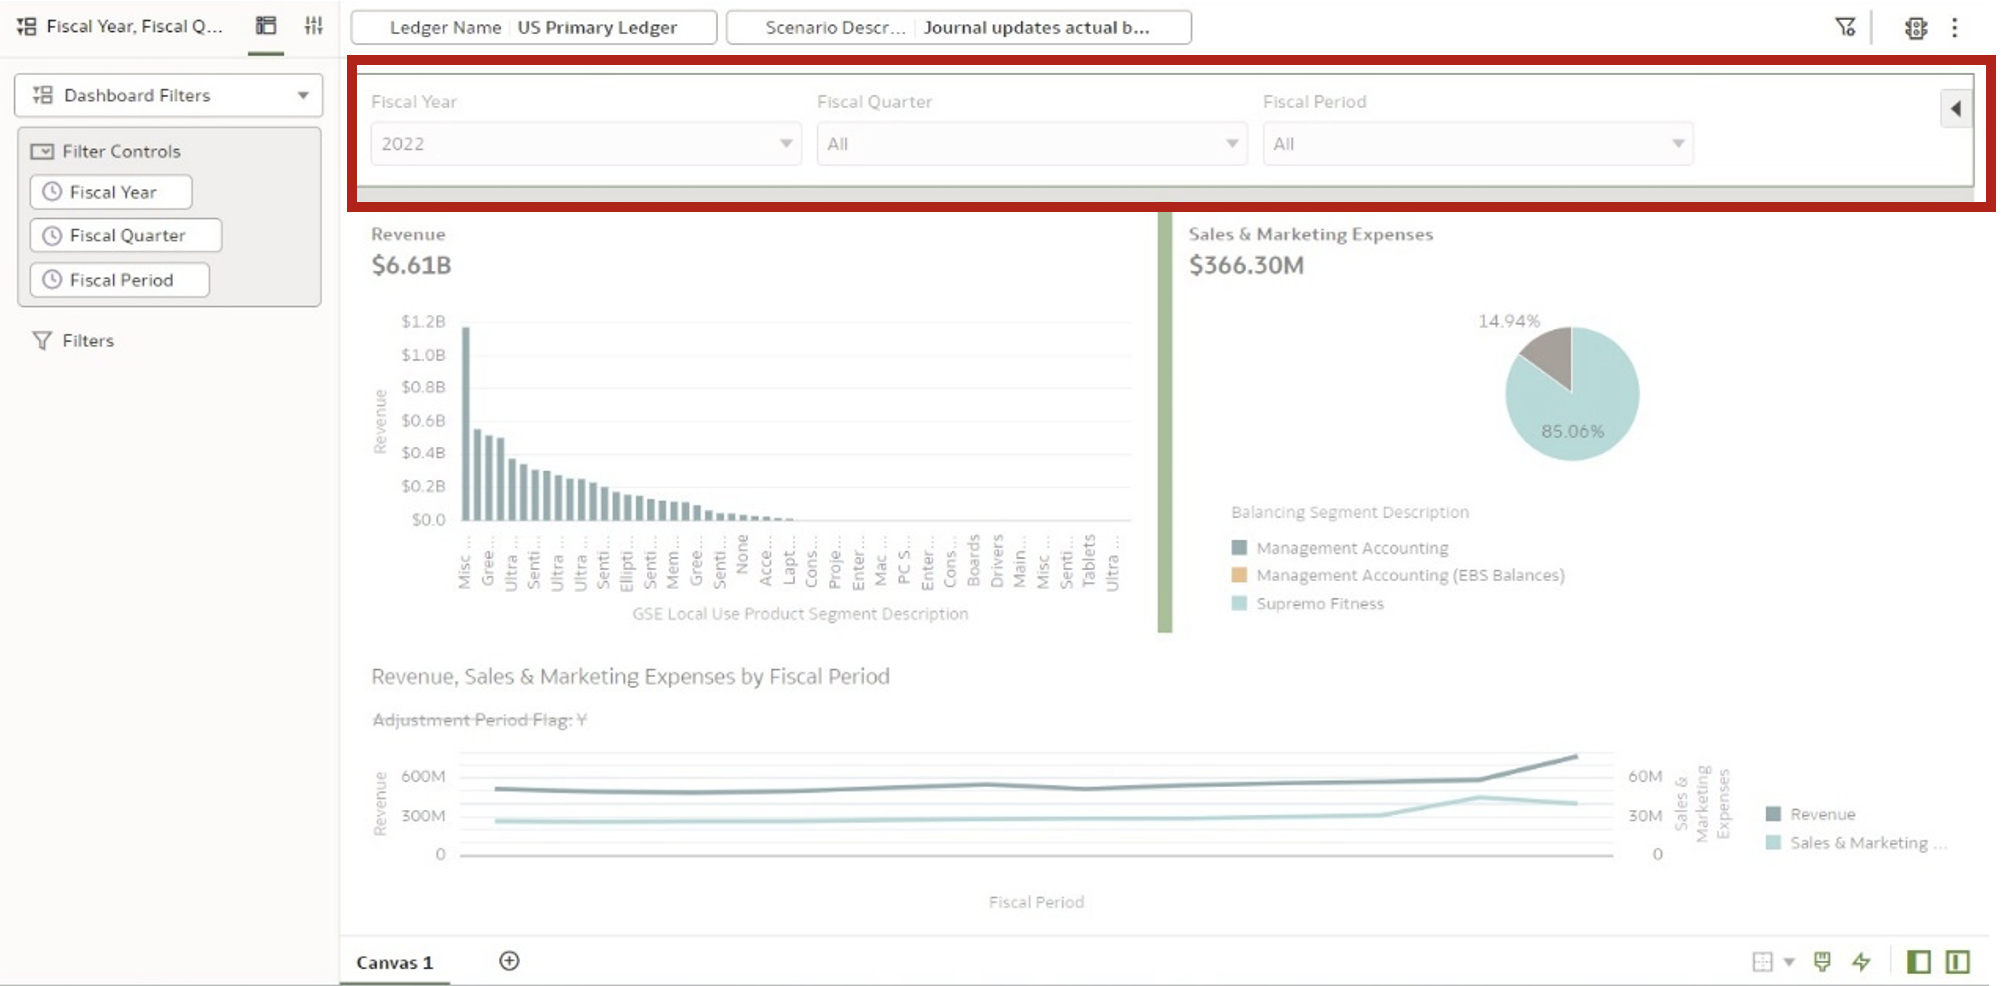 Fiscal Year, Fiscal Q...
Ledger Name US Primary Ledger
Scenario Descr... Journal updates actual b...
Dashboard Filters
Filter Controls
Fiscal Year
Fiscal Quarter
Fiscal Period
Filters
Fiscal Year
Fiscal Quarter
Fiscal Period
2022
All
All
Revenue
$6.61B
$1.2B
$1.0B
$0.8B
$0.6B
$0.4B
$0.2B
$0.0
Revenue
Misc ...
Gree...
Ultra ...
Senti...
Ultra ...
Ultra ...
Senti...
Ellipti...
Senti...
Mem...
Gree...
Senti...
None
Acce...
Lapt...
Cons...
Proje...
Enter...
Mac ...
PC S...
Enter...
Cons...
Boards
Drivers
Main...
Misc ...
Senti...
Tablets
Ultra ...
GSE Local Use Product Segment Description
Sales & Marketing Expenses
$366.30M
14.94%
85.06%
Balancing Segment Description
Management Accounting
Management Accounting (EBS Balances)
Supremo Fitness
Revenue, Sales & Marketing Expenses by Fiscal Period
Adjustment Period Flag: Y
Revenue
600M
300M
0
60M
30M
0
Sales &
Marketing
Expenses
Revenue
Sales & Marketing ...
Fiscal Period
Canvas 1